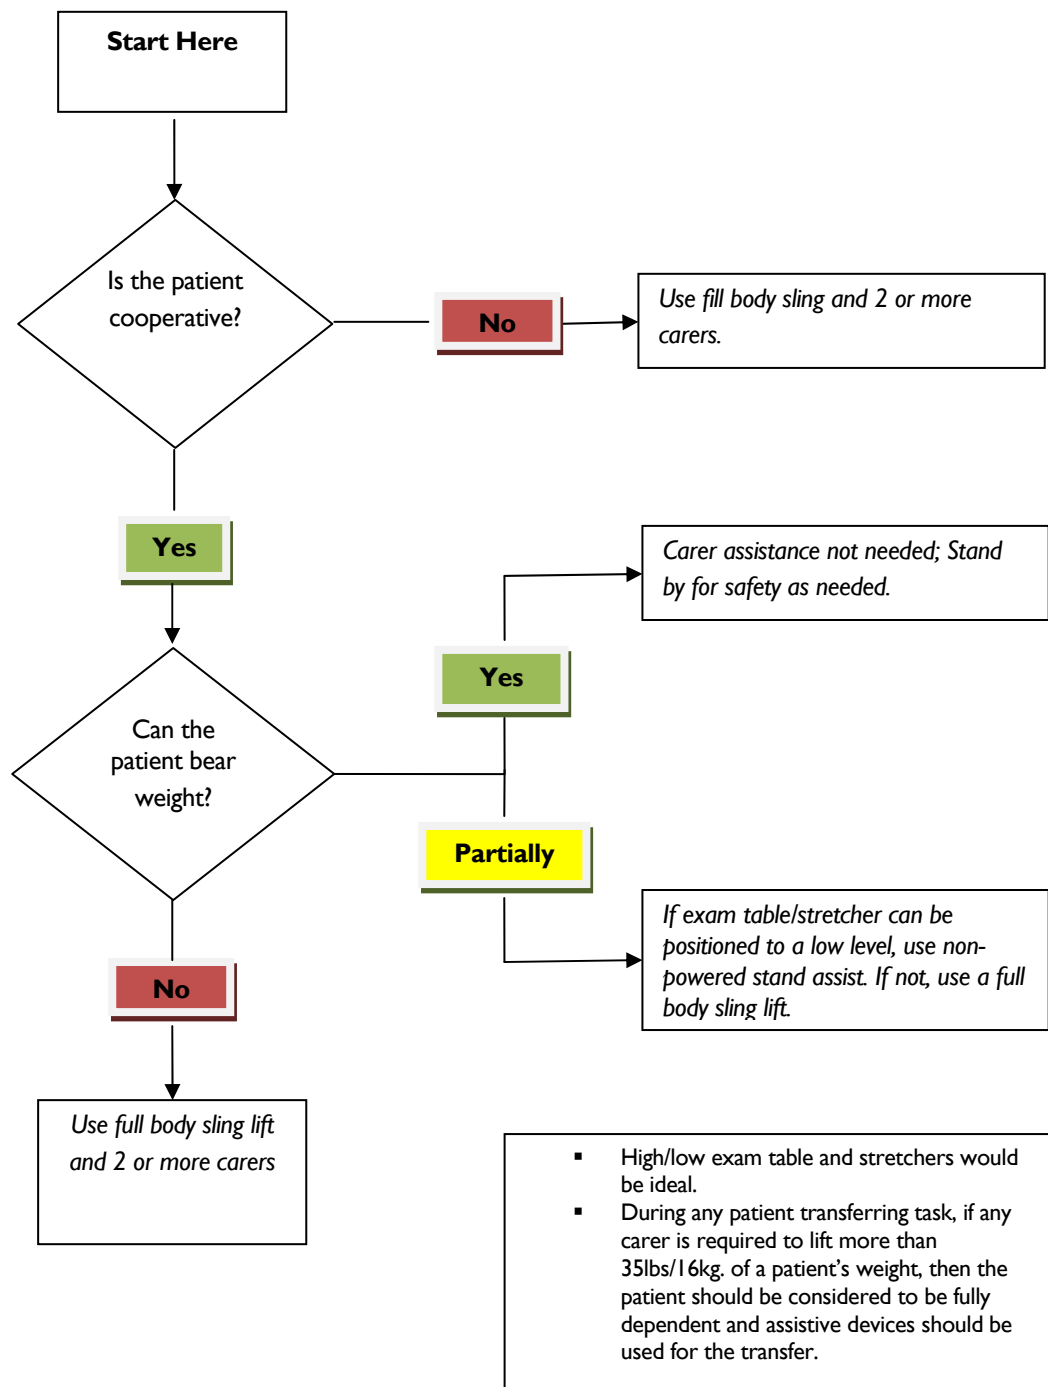 Start Here
Is the patient
cooperative?
No
Use fill body sling and 2 or more
carers.
Yes
Carer assistance not needed; Stand
by for safety as needed.
Yes
Can the
patient bear
weight?
Partially
If exam table/stretcher can be
positioned to a low level, use non-
powered stand assist. If not, use a full
body sling lift.
No
Use full body sling lift
and 2 or more carers
▪ High/low exam table and stretchers would
be ideal.
▪ During any patient transferring task, if any
carer is required to lift more than
35lbs/16kg. of a patient’s weight, then the
patient should be considered to be fully
dependent and assistive devices should be
used for the transfer.